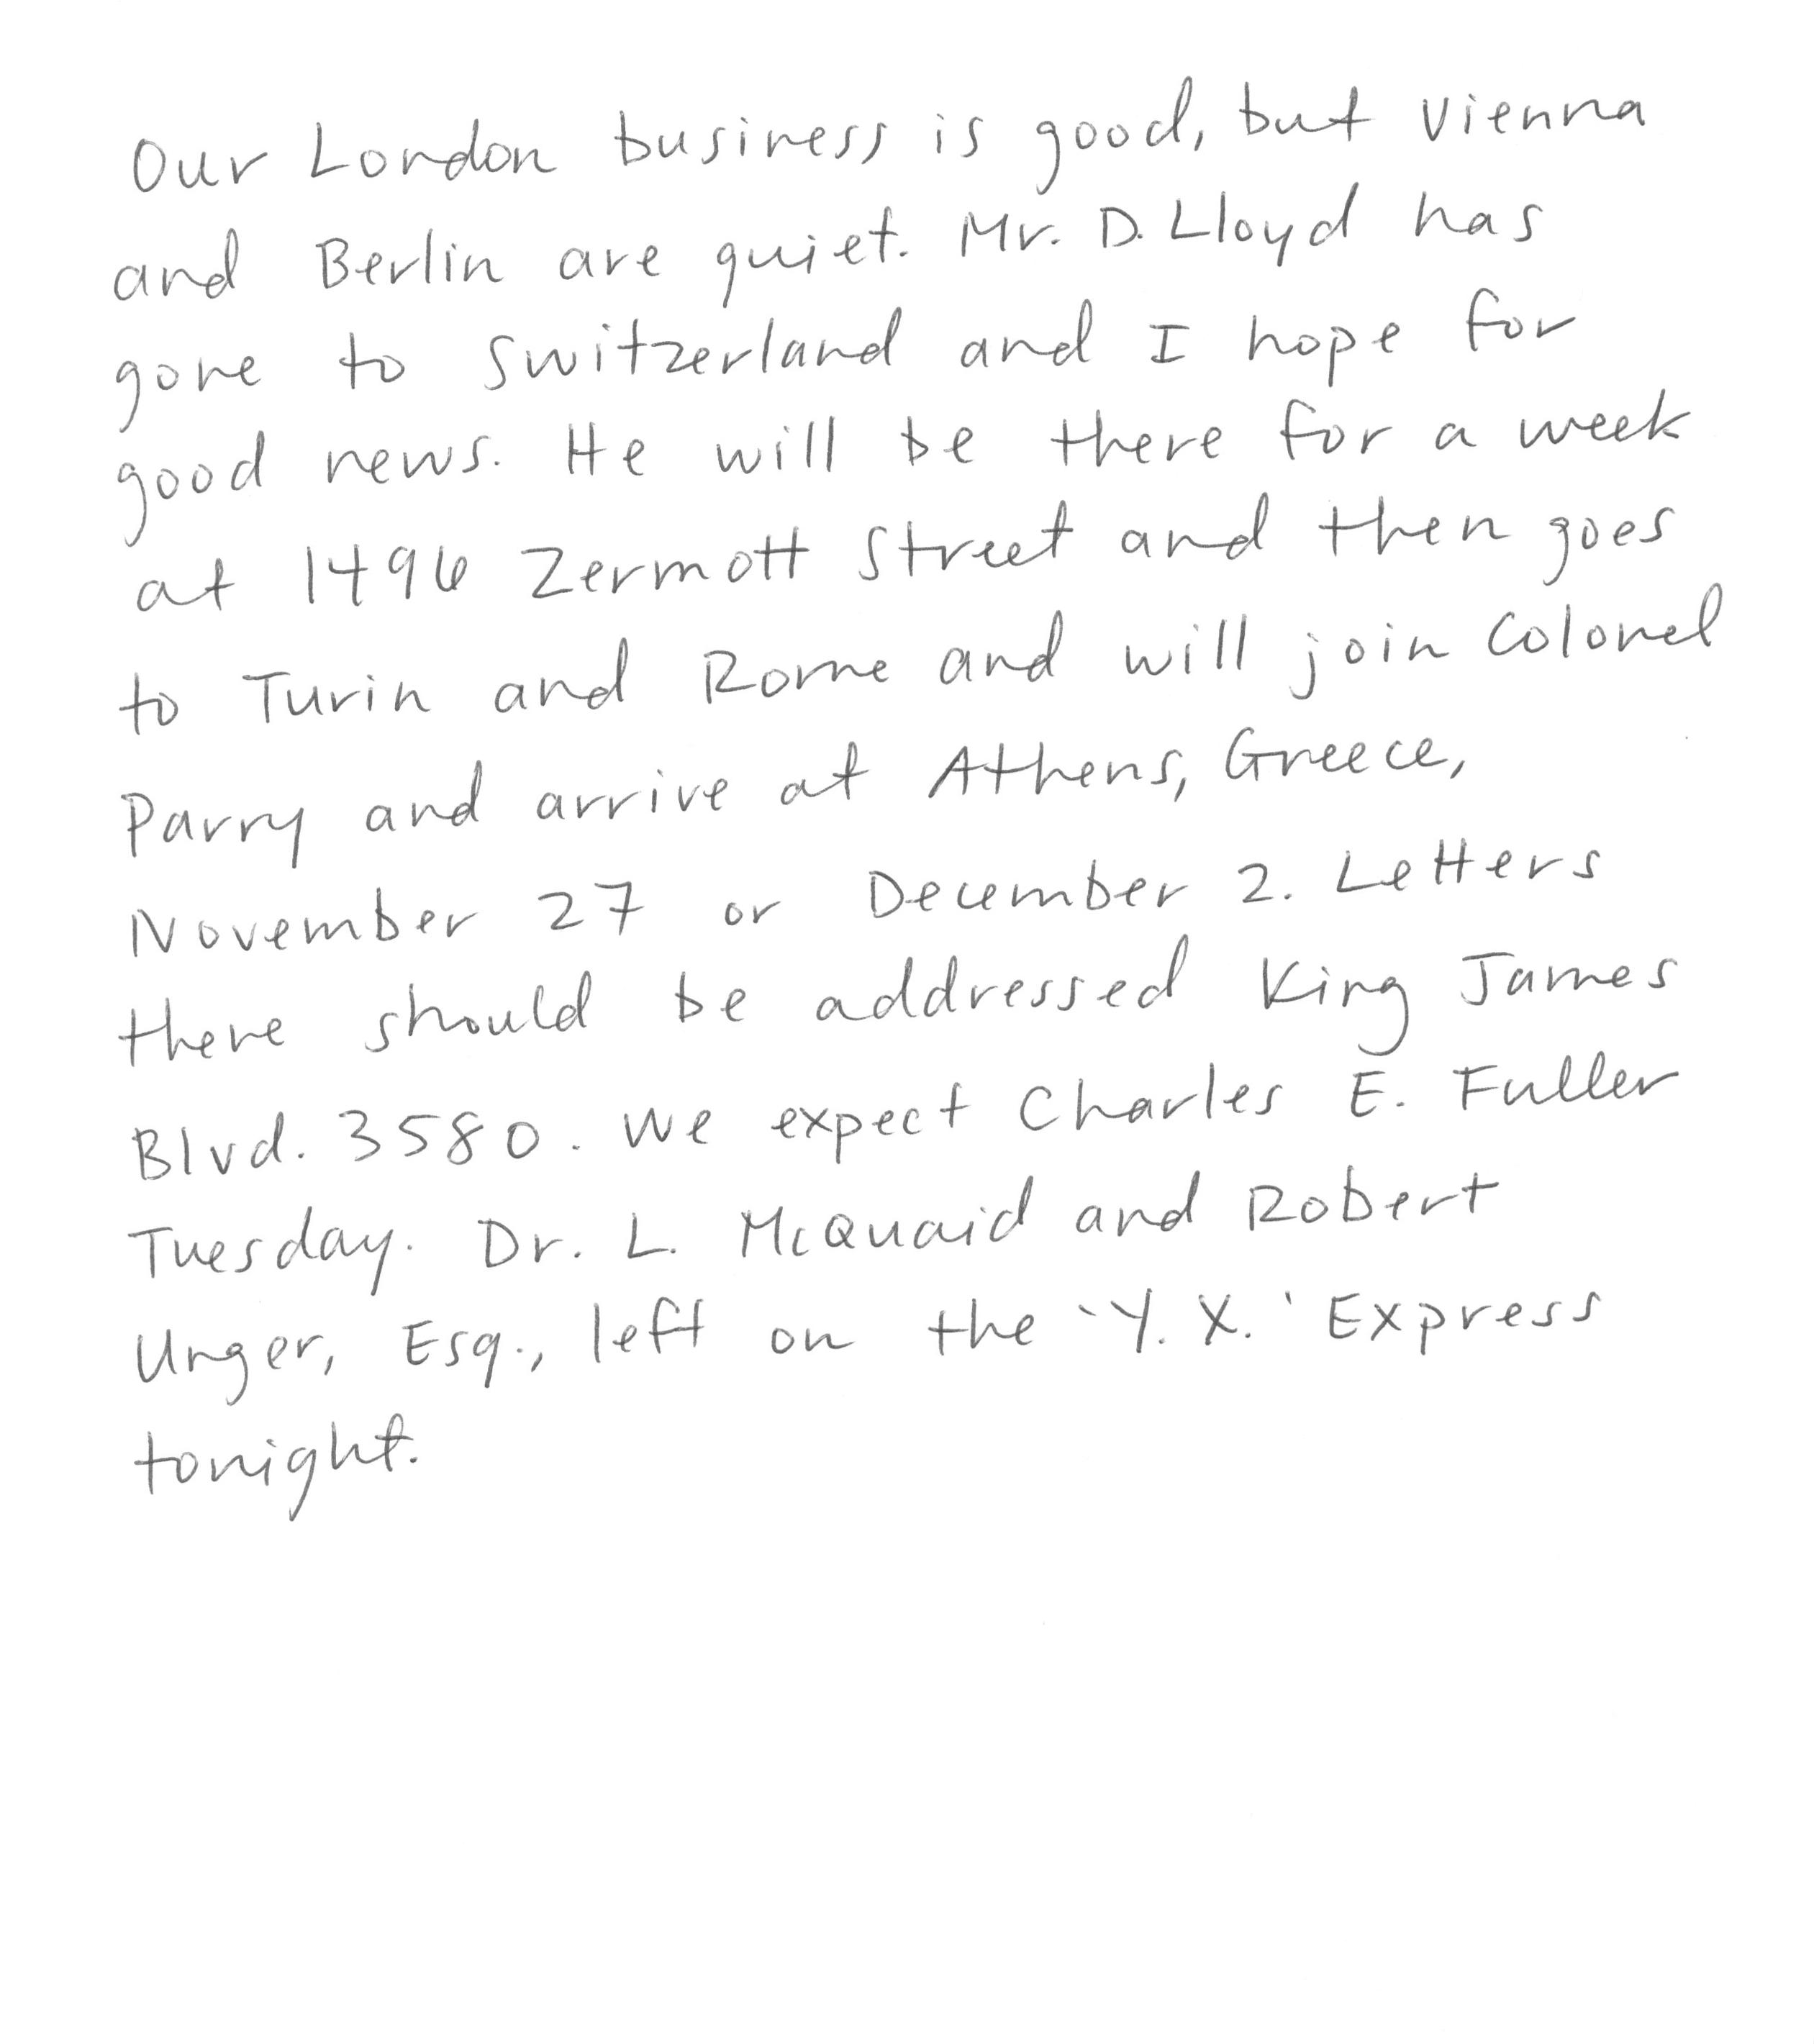 Our London business is good, but Vienna
and Berlin are quiet. Mr. D. Lloyd has
gone to Switzerland and I hope for
good news. He will be there for a week
at 1496 Zermott Street and then goes
to Turin and Rome and will join Colonel
Parry and arrive at Athens, Greece,
November 27 or December 2. Letters
there should be addressed King James
Blvd. 3580. We expect Charles E. Fuller
Tuesday. Dr. L. McQuaid and Robert
Unger, Esq., left on the 'Y. X.' Express
tonight.